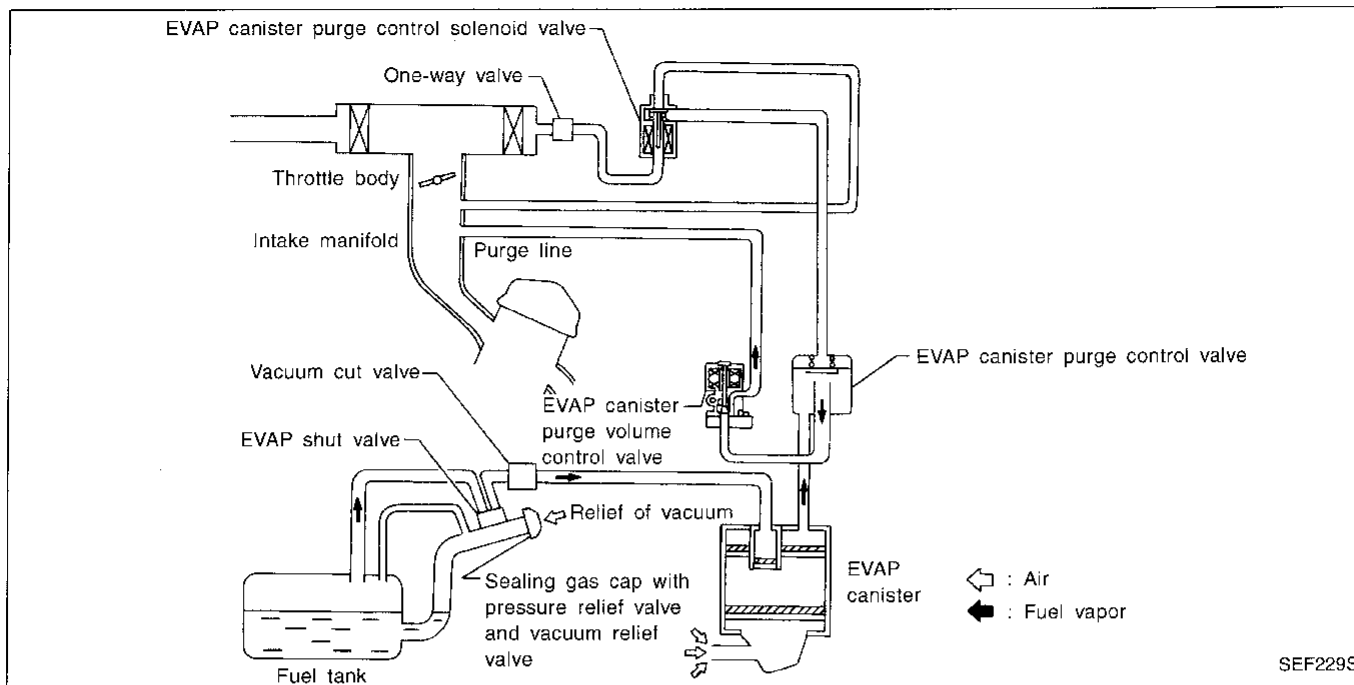 EVAP canister purge control solenoid valve
One-way valve
Throttle body
Intake manifold
Purge line
EVAP canister purge control valve
Vacuum cut valve
EVAP canister
purge volume
control valve
EVAP shut valve
Relief of vacuum
Sealing gas cap with
pressure relief valve
and vacuum relief
valve
EVAP
canister
: Air
: Fuel vapor
Fuel tank
SEF229S